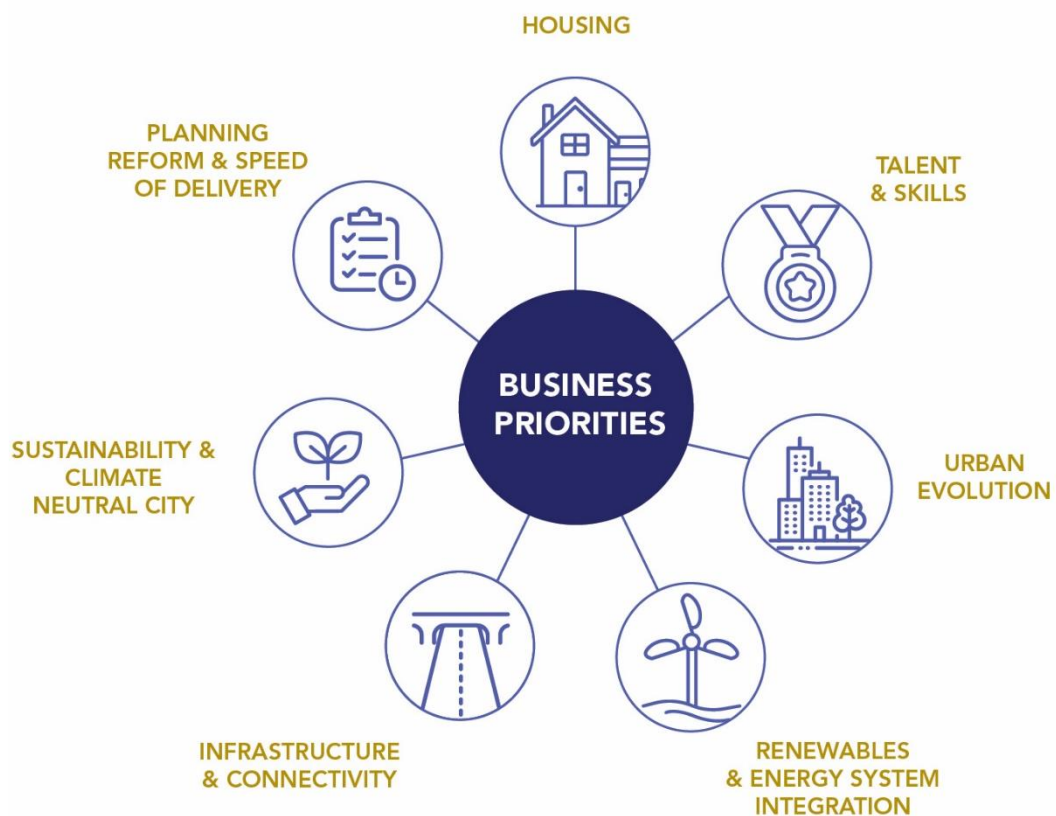 HOUSING
PLANNING
REFORM & SPEED
OF DELIVERY
TALENT
& SKILLS
BUSINESS
PRIORITIES
SUSTAINABILITY &
CLIMATE
NEUTRAL CITY
URBAN
EVOLUTION
INFRASTRUCTURE
& CONNECTIVITY
RENEWABLES
& ENERGY SYSTEM
INTEGRATION